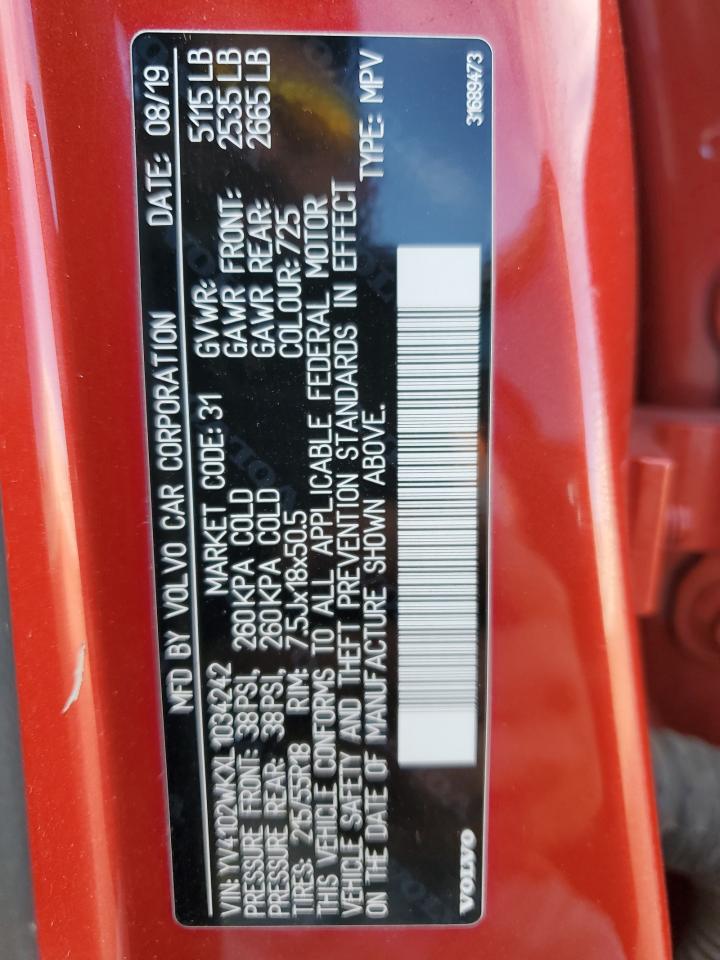 MFD BY VOLVO CAR CORPORATION DATE: 08/19
VIN: YV4102WKXL2034242 MARKET CODE: 31 GVWR: 5115 LB
PRESSURE FRONT: 38PSI, 260KPA COLD GAWR FRONT: 2535 LB
PRESSURE REAR: 38PSI, 260KPA COLD GAWR REAR: 2665 LB
TIRES: 215/55R18 RIM: 7.5Jx18x50.5 COLOUR: 725
THIS VEHICLE CONFORMS TO ALL APPLICABLE FEDERAL MOTOR
VEHICLE SAFETY AND THEFT PREVENTION STANDARDS IN EFFECT
ON THE DATE OF MANUFACTURE SHOWN ABOVE. TYPE: MPV
VOLVO 31689473